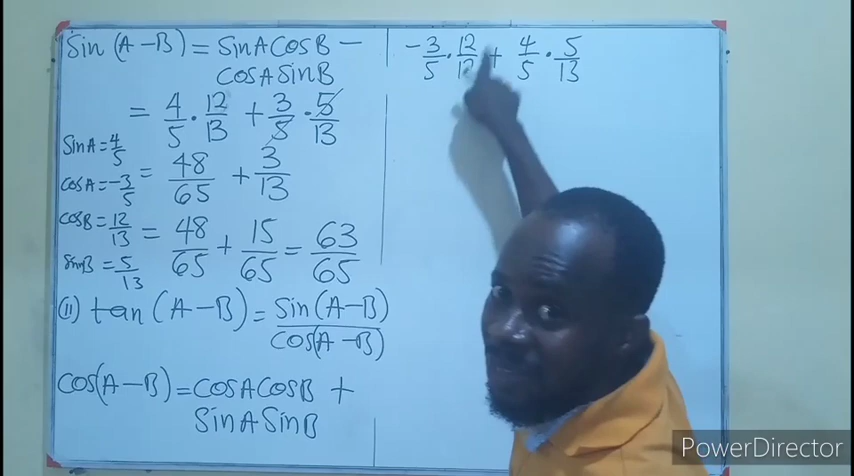 Sin (A-B) = SinA CosB -
CosA SinB
= 4/5 . 12/13 + 3/5 . 5/13
SinA = 4/5
CosA = -3/5
= 48/65 + 3/13
CosB = 12/13
SinB = 5/13
= 48/65 + 15/65 = 63/65
(ii) tan (A-B) = Sin(A-B)/Cos(A-B)
Cos(A-B) = CosA CosB +
SinA SinB
-3/5 . 12/13 + 4/5 . 5/13
PowerDirector